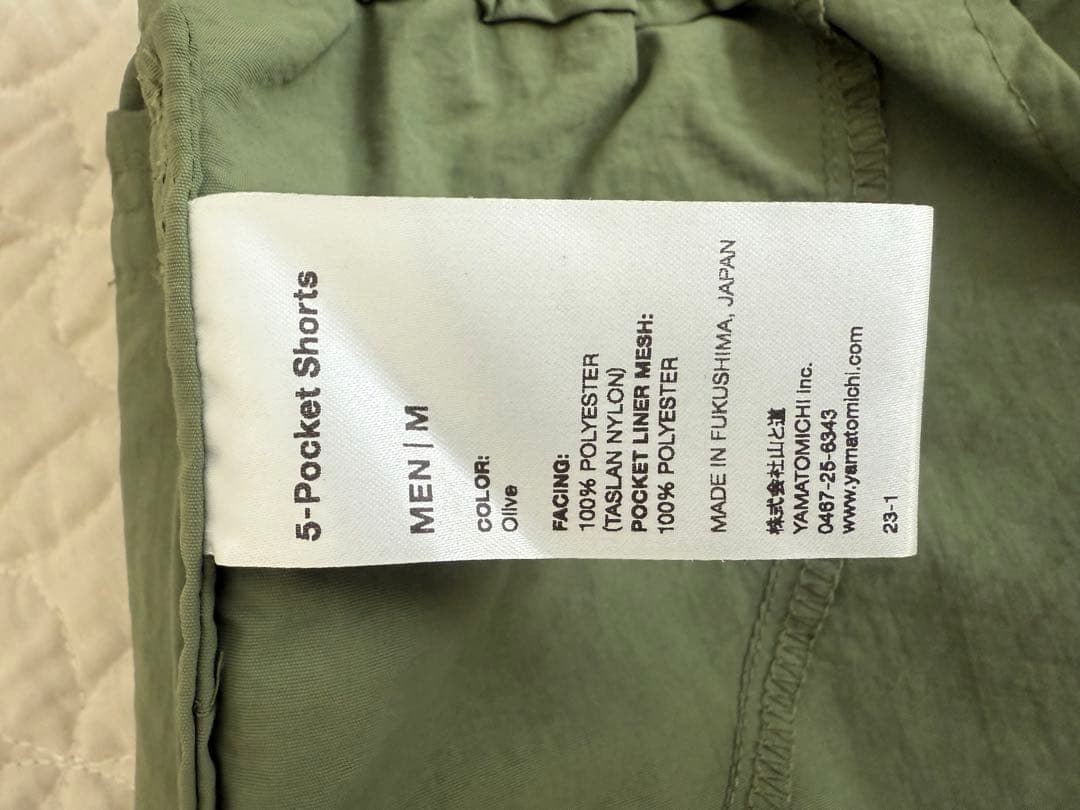 5-Pocket Shorts
MEN | M
COLOR:
Olive
FACING:
100% POLYESTER
(TASLAN NYLON)
POCKET LINER MESH:
100% POLYESTER
MADE IN FUKUSHIMA, JAPAN
株式会社山と道
YAMATOMICHI inc.
0467-25-6343
www.yamatomichi.com
23-1